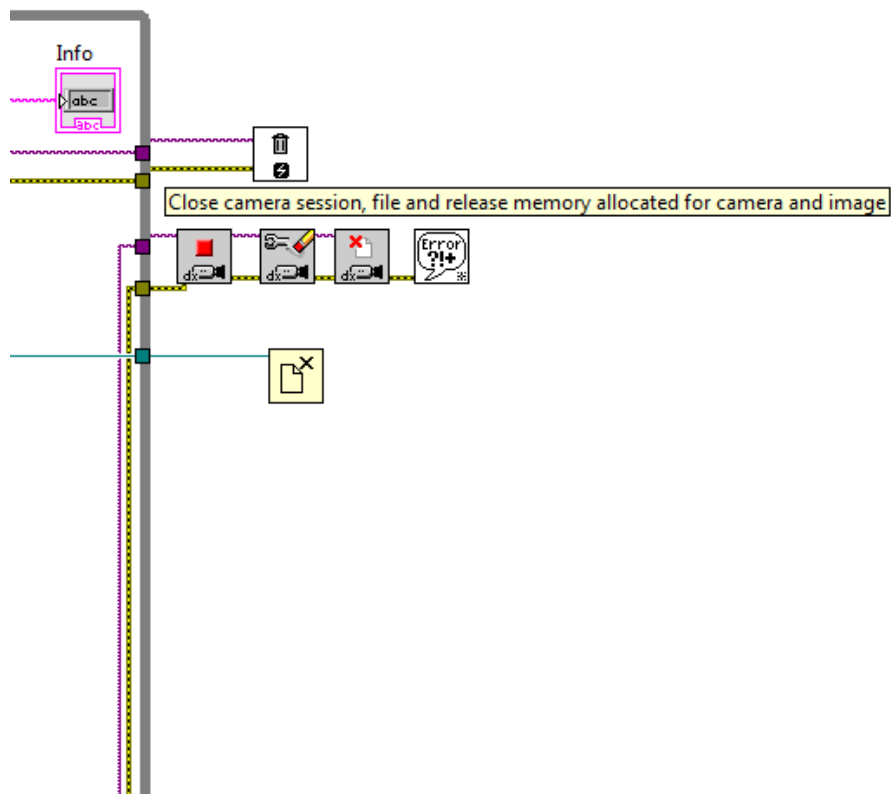 Info
abc
abc
Close camera session, file and release memory allocated for camera and image
Error
?!+
dx
dx
dx